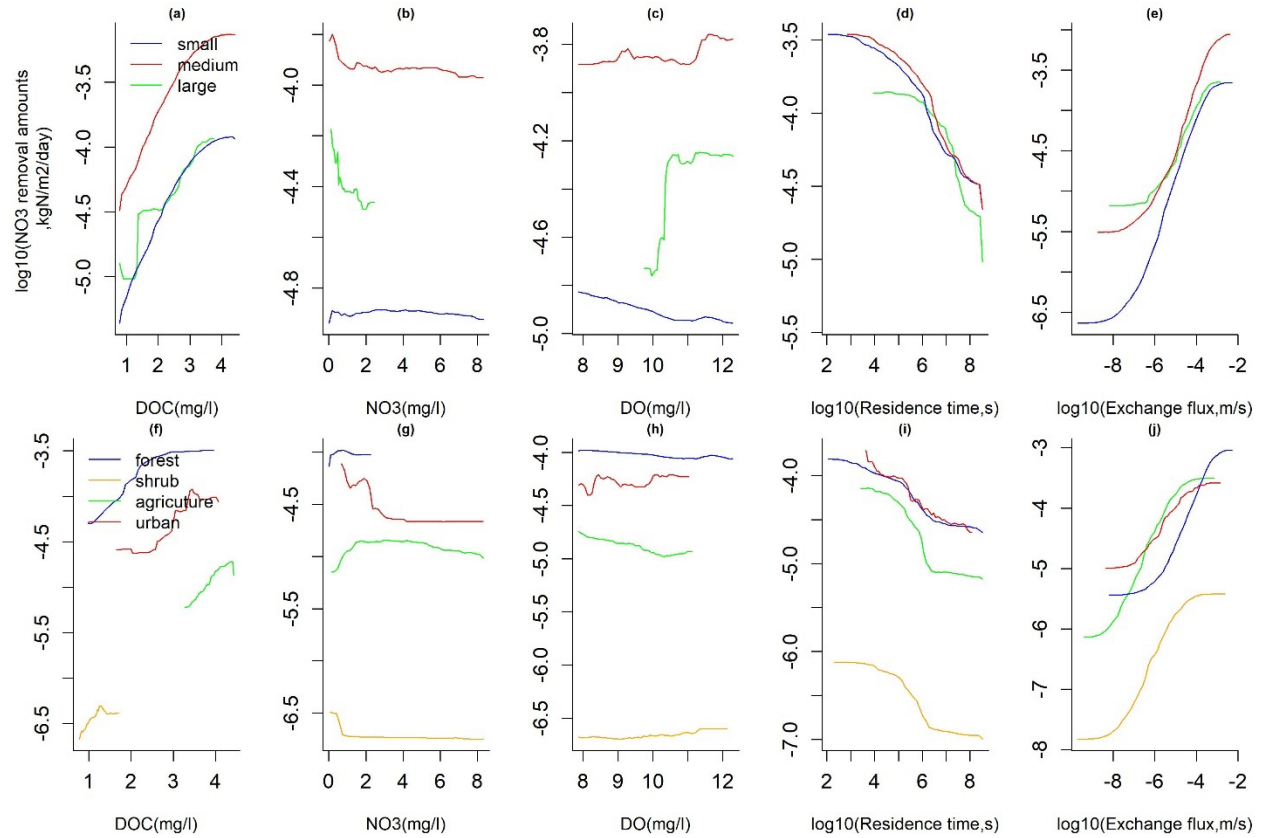 (a)
(b)
(c)
(d)
(e)
log10(NO3 removal amounts
,kgN/m2/day)
small
medium
large
-3.5
-4.0
-4.5
-5.0
1 2 3 4
DOC(mg/l)
-4.0
-4.4
-4.8
0 2 4 6 8
NO3(mg/l)
-3.8
-4.2
-4.6
-5.0
8 9 10 12
DO(mg/l)
-3.5
-4.0
-4.5
-5.0
-5.5
2 4 6 8
log10(Residence time,s)
-3.5
-4.5
-5.5
-6.5
-8 -6 -4 -2
log10(Exchange flux,m/s)
(f)
(g)
(h)
(i)
(j)
forest
shrub
agricuture
urban
-3.5
-4.5
-5.5
-6.5
1 2 3 4
DOC(mg/l)
-4.5
-5.5
-6.5
0 2 4 6 8
NO3(mg/l)
-4.0
-4.5
-5.0
-5.5
-6.0
-6.5
8 9 10 12
DO(mg/l)
-4.0
-5.0
-6.0
-7.0
2 4 6 8
log10(Residence time,s)
-3
-4
-5
-6
-7
-8
-8 -6 -4 -2
log10(Exchange flux,m/s)